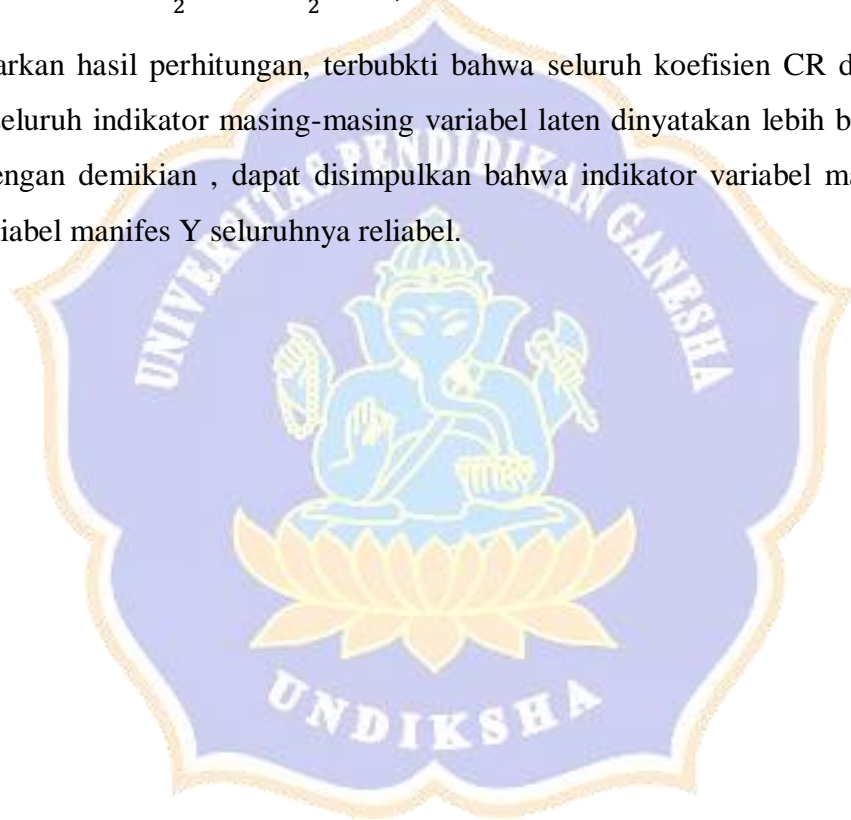 2 2
arkan hasil perhitungan, terbubkti bahwa seluruh koefisien CR d
eluruh indikator masing-masing variabel laten dinyatakan lebih b
engan demikian , dapat disimpulkan bahwa indikator variabel ma
iabel manifes Y seluruhnya reliabel.
UNIVERSITAS PENDIDIKAN GANESHA
UNDIKSHA